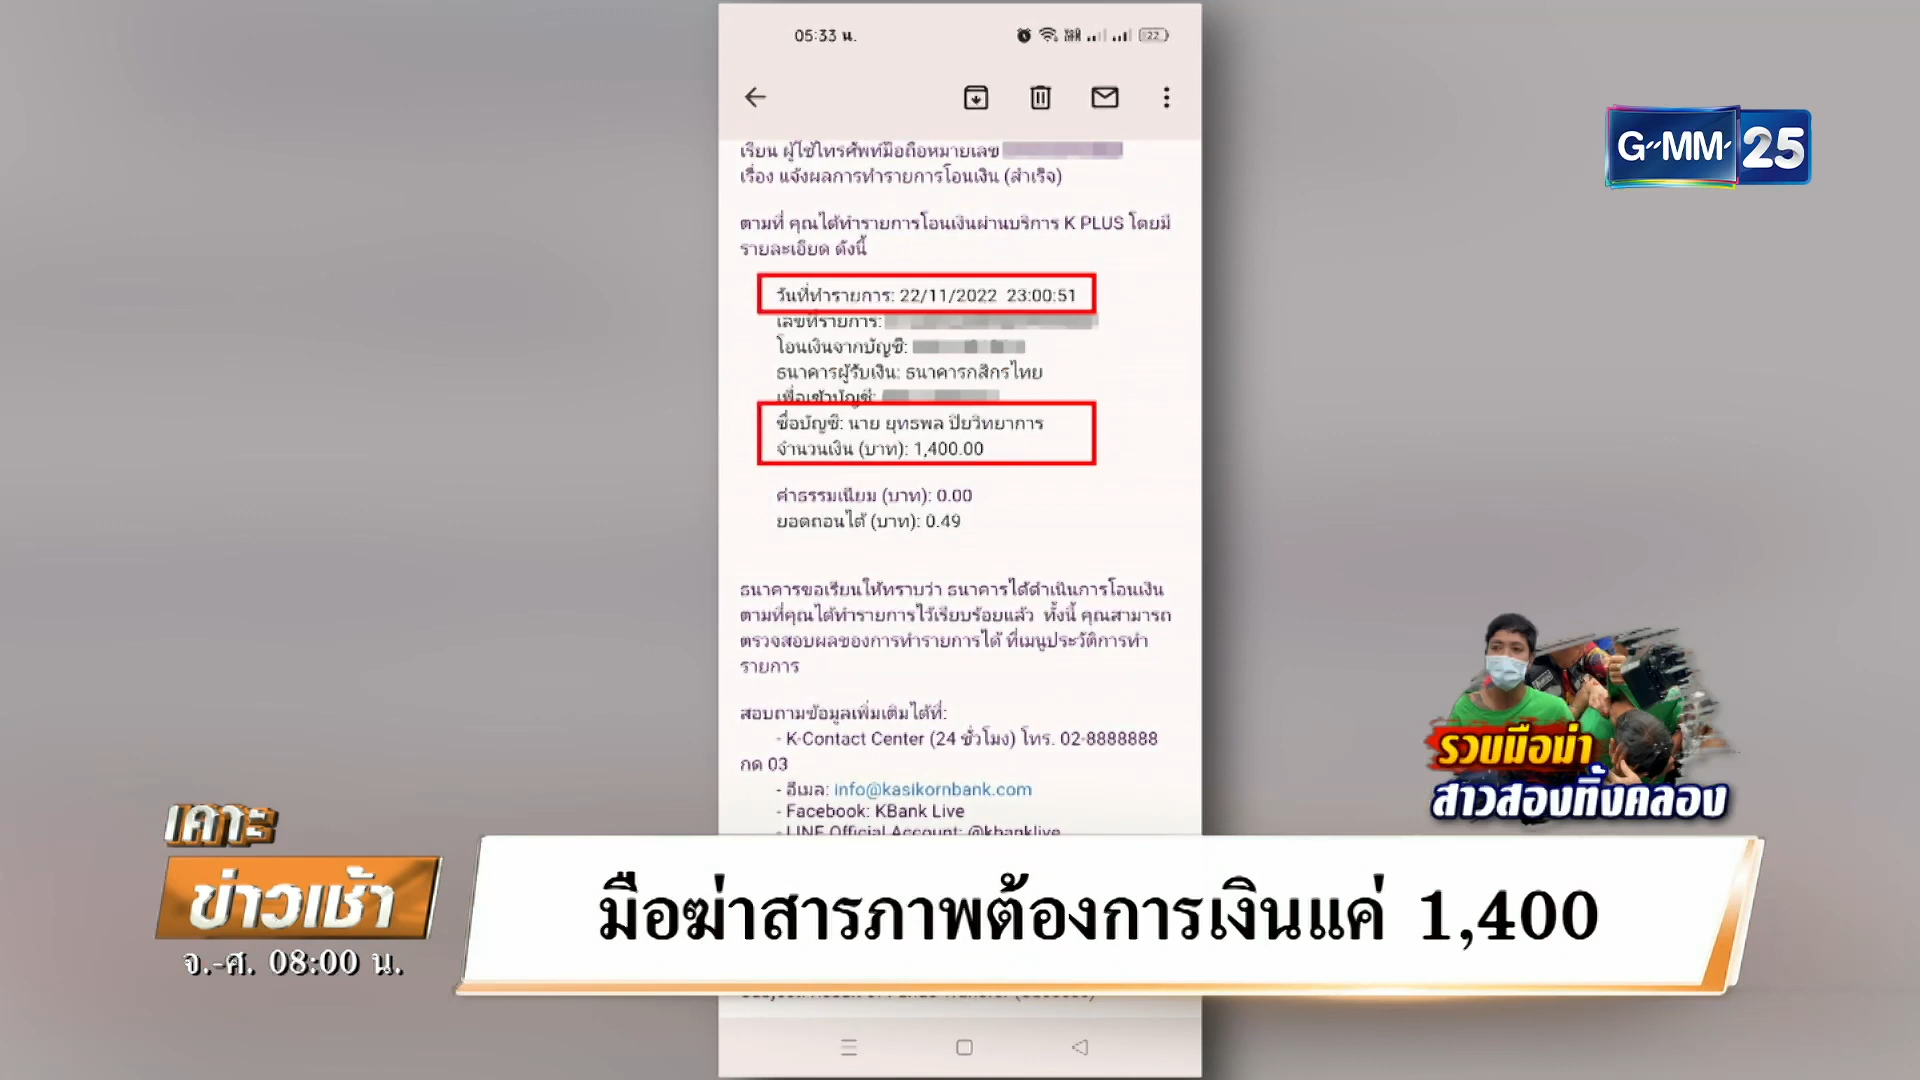 05:33 น.
22
G-MM 25
เรียน ผู้ใช้โทรศัพท์มือถือหมายเลข
เรื่อง แจ้งผลการทำรายการโอนเงิน (สำเร็จ)
ตามที่ คุณได้ทำรายการโอนเงินผ่านบริการ K PLUS โดยมี
รายละเอียด ดังนี้
วันที่ทำรายการ: 22/11/2022 23:00:51
เลขที่รายการ:
โอนเงินจากบัญชี:
ธนาคารผู้รับเงิน: ธนาคารกสิกรไทย
เพื่อเข้าบัญชี:
ชื่อบัญชี: นาย ยุทธพล ปิยวิทยาการ
จำนวนเงิน (บาท): 1,400.00
ค่าธรรมเนียม (บาท): 0.00
ยอดถอนได้ (บาท): 0.49
ธนาคารขอเรียนให้ทราบว่า ธนาคารได้ดำเนินการโอนเงิน
ตามที่คุณได้ทำรายการไว้เรียบร้อยแล้ว ทั้งนี้ คุณสามารถ
ตรวจสอบผลของการทำรายการได้ ที่เมนูประวัติการทำ
รายการ
สอบถามข้อมูลเพิ่มเติมได้ที่:
- K-Contact Center (24 ชั่วโมง) โทร. 02-8888888
กด 03
- อีเมล: info@kasikornbank.com
- Facebook: KBank Live
- LINE Official Account: @kbanklive
รวบมือฆ่า
สาวสองทิ้งคลอง
เคาะ
ข่าวเช้า
จ.-ศ. 08:00 น.
มือฆ่าสารภาพต้องการเงินแค่ 1,400